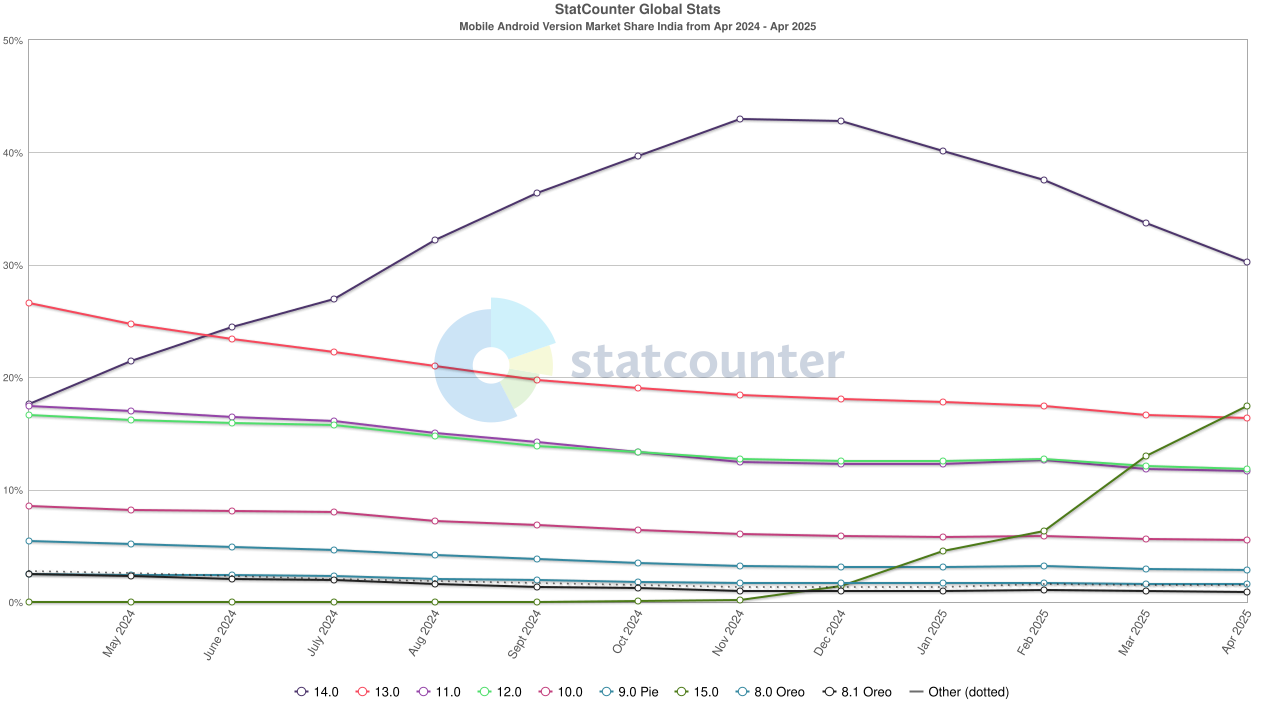 StatCounter Global Stats
Mobile Android Version Market Share India from Apr 2024 - Apr 2025
50%
40%
30%
20%
10%
0%
statcounter
May 2024
June 2024
July 2024
Aug 2024
Sept 2024
Oct 2024
Nov 2024
Dec 2024
Jan 2025
Feb 2025
Mar 2025
Apr 2025
14.0 13.0 11.0 12.0 10.0 9.0 Pie 15.0 8.0 Oreo 8.1 Oreo Other (dotted)